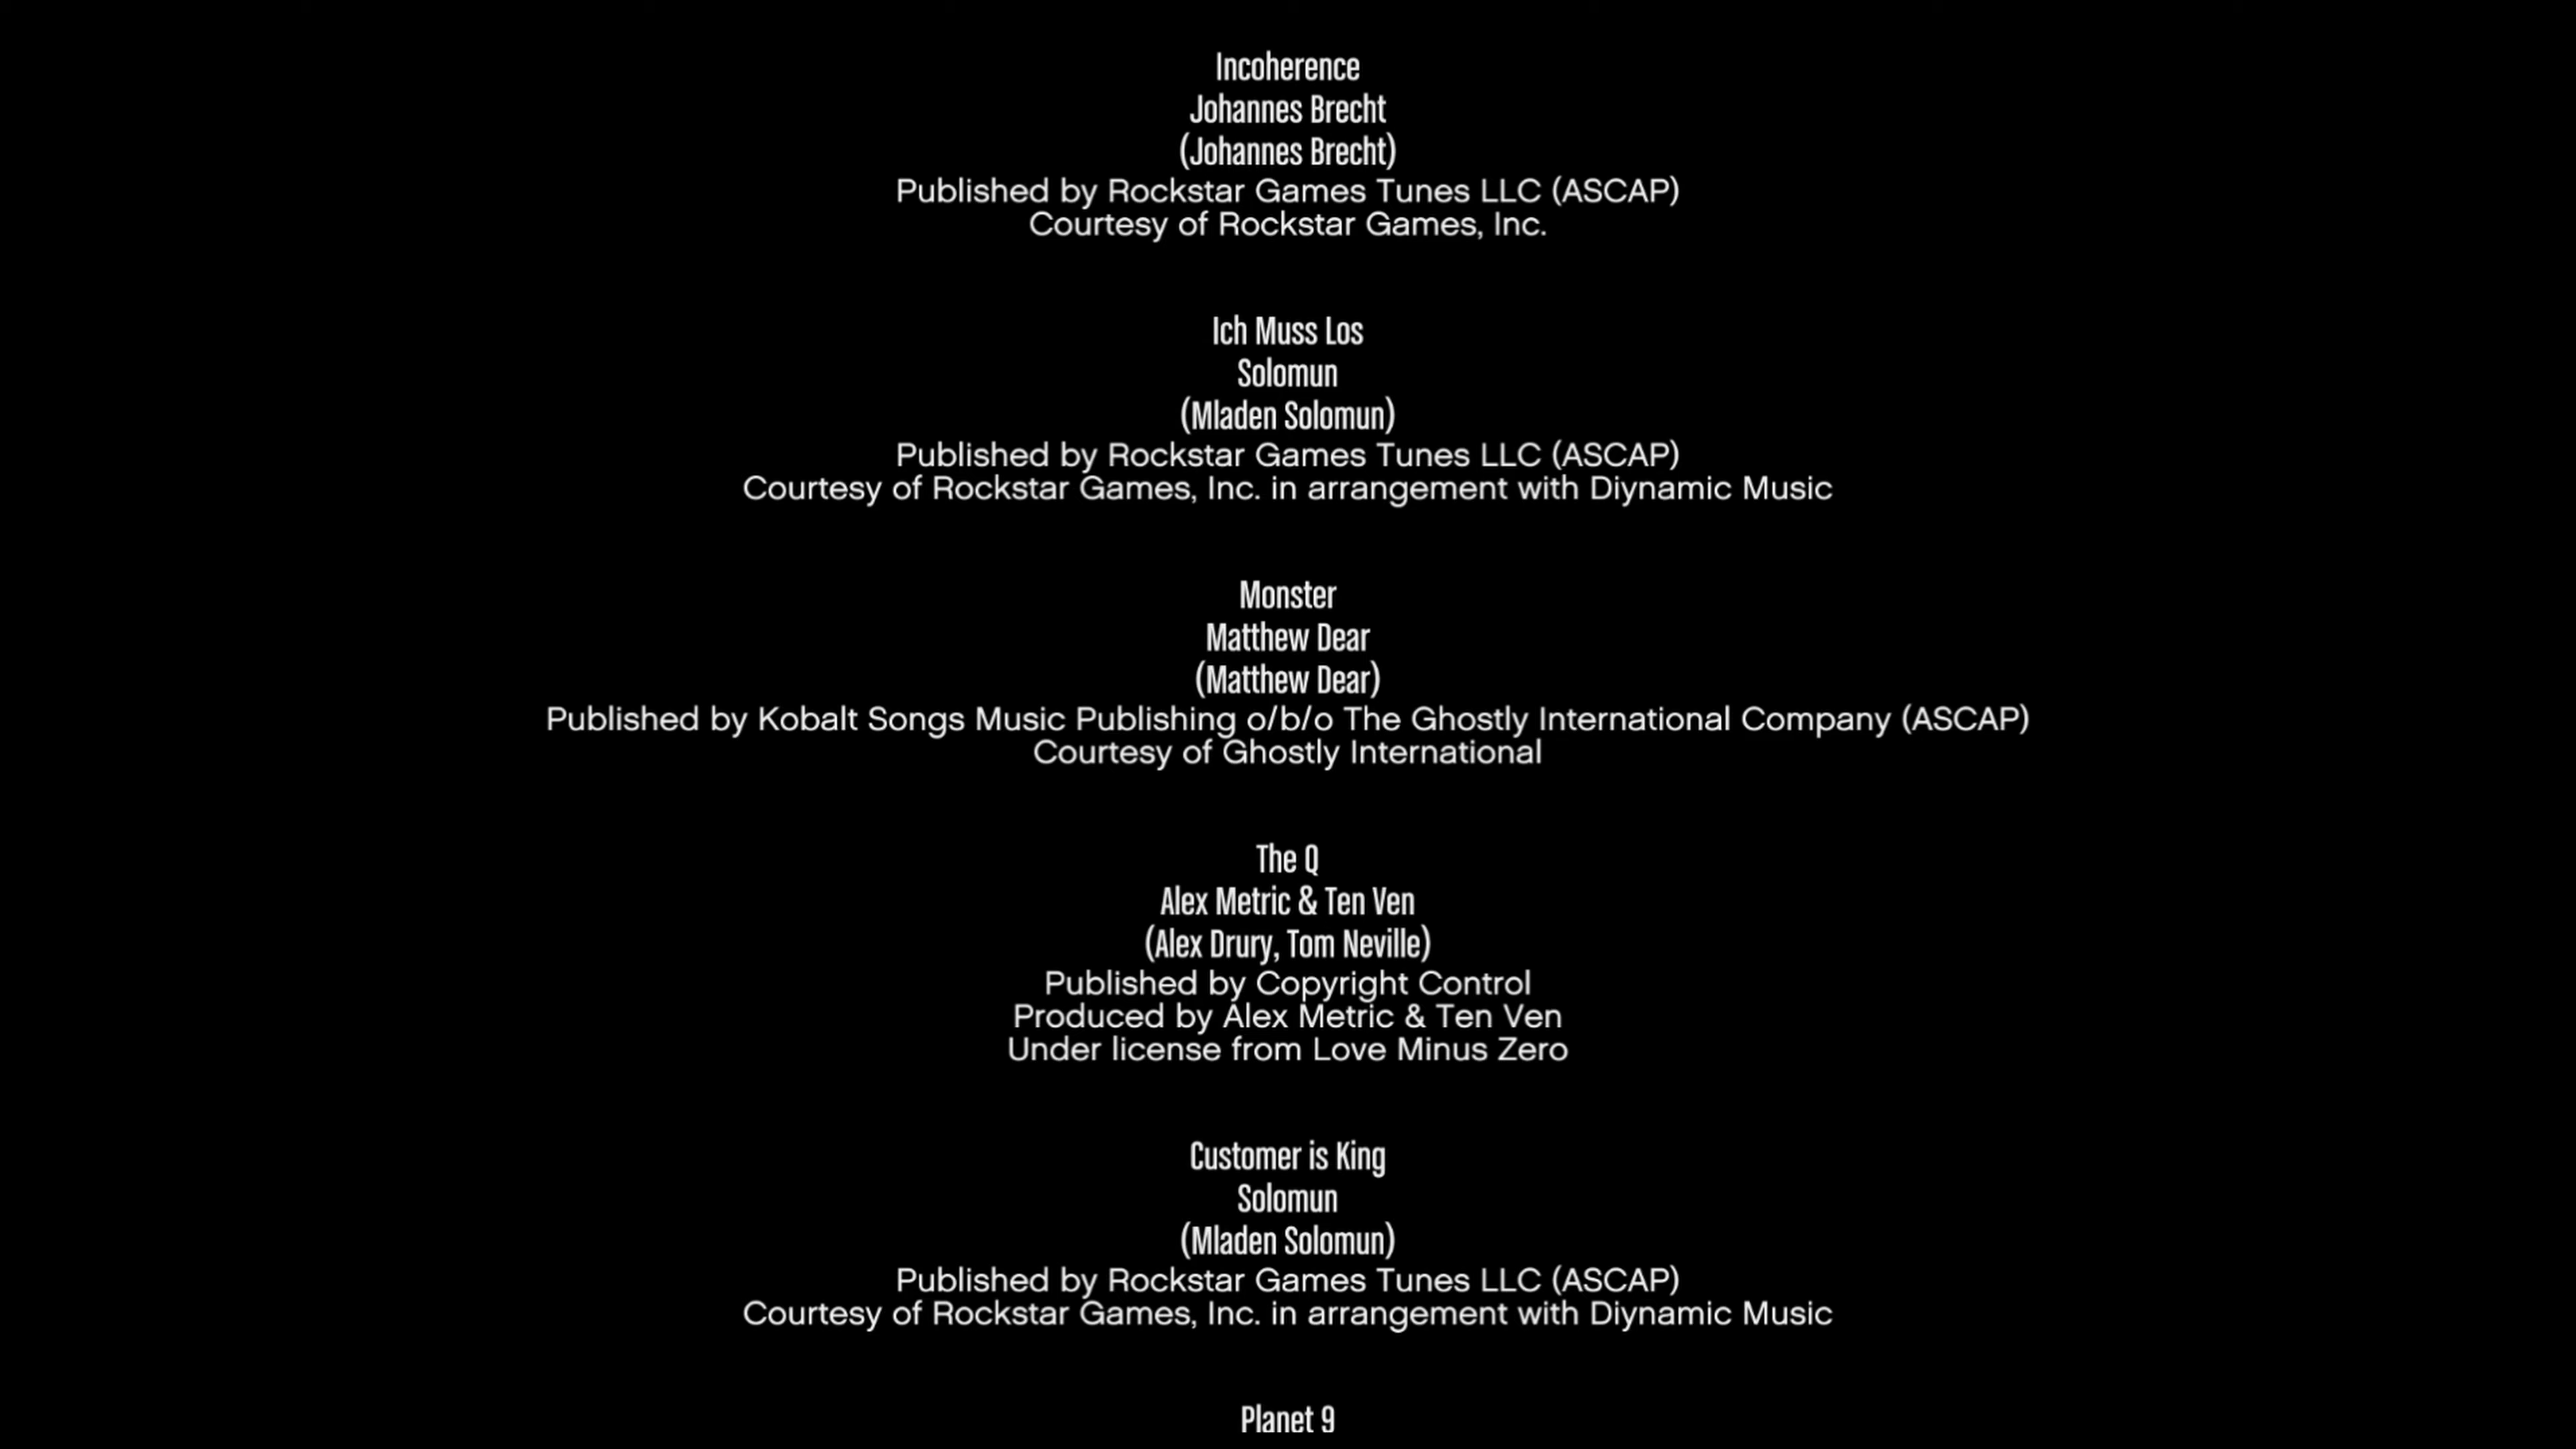 Incoherence
Johannes Brecht
(Johannes Brecht)
Published by Rockstar Games Tunes LLC (ASCAP)
Courtesy of Rockstar Games, Inc.
Ich Muss Los
Solomun
(Mladen Solomun)
Published by Rockstar Games Tunes LLC (ASCAP)
Courtesy of Rockstar Games, Inc. in arrangement with Diynamic Music
Monster
Matthew Dear
(Matthew Dear)
Published by Kobalt Songs Music Publishing o/b/o The Ghostly International Company (ASCAP)
Courtesy of Ghostly International
The Q
Alex Metric & Ten Ven
(Alex Drury, Tom Neville)
Published by Copyright Control
Produced by Alex Metric & Ten Ven
Under license from Love Minus Zero
Customer is King
Solomun
(Mladen Solomun)
Published by Rockstar Games Tunes LLC (ASCAP)
Courtesy of Rockstar Games, Inc. in arrangement with Diynamic Music
Planet 9